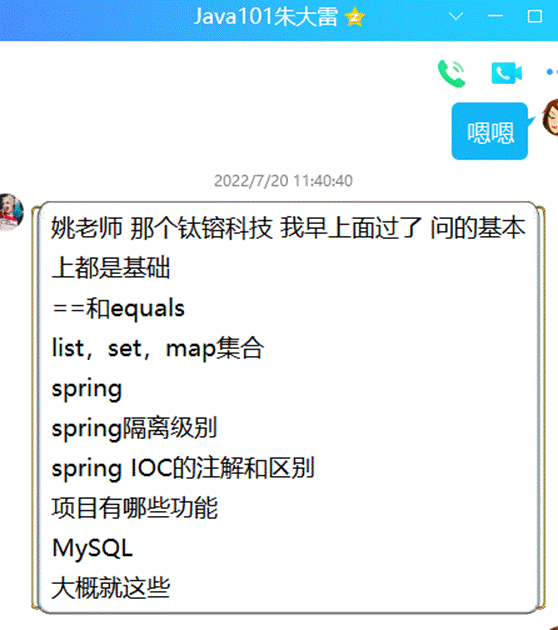 Java101朱大雷
嗯嗯
2022/7/20 11:40:40
姚老师 那个钛镕科技 我早上面过了 问的基本
上都是基础
==和equals
list，set，map集合
spring
spring隔离级别
spring IOC的注解和区别
项目有哪些功能
MySQL
大概就这些